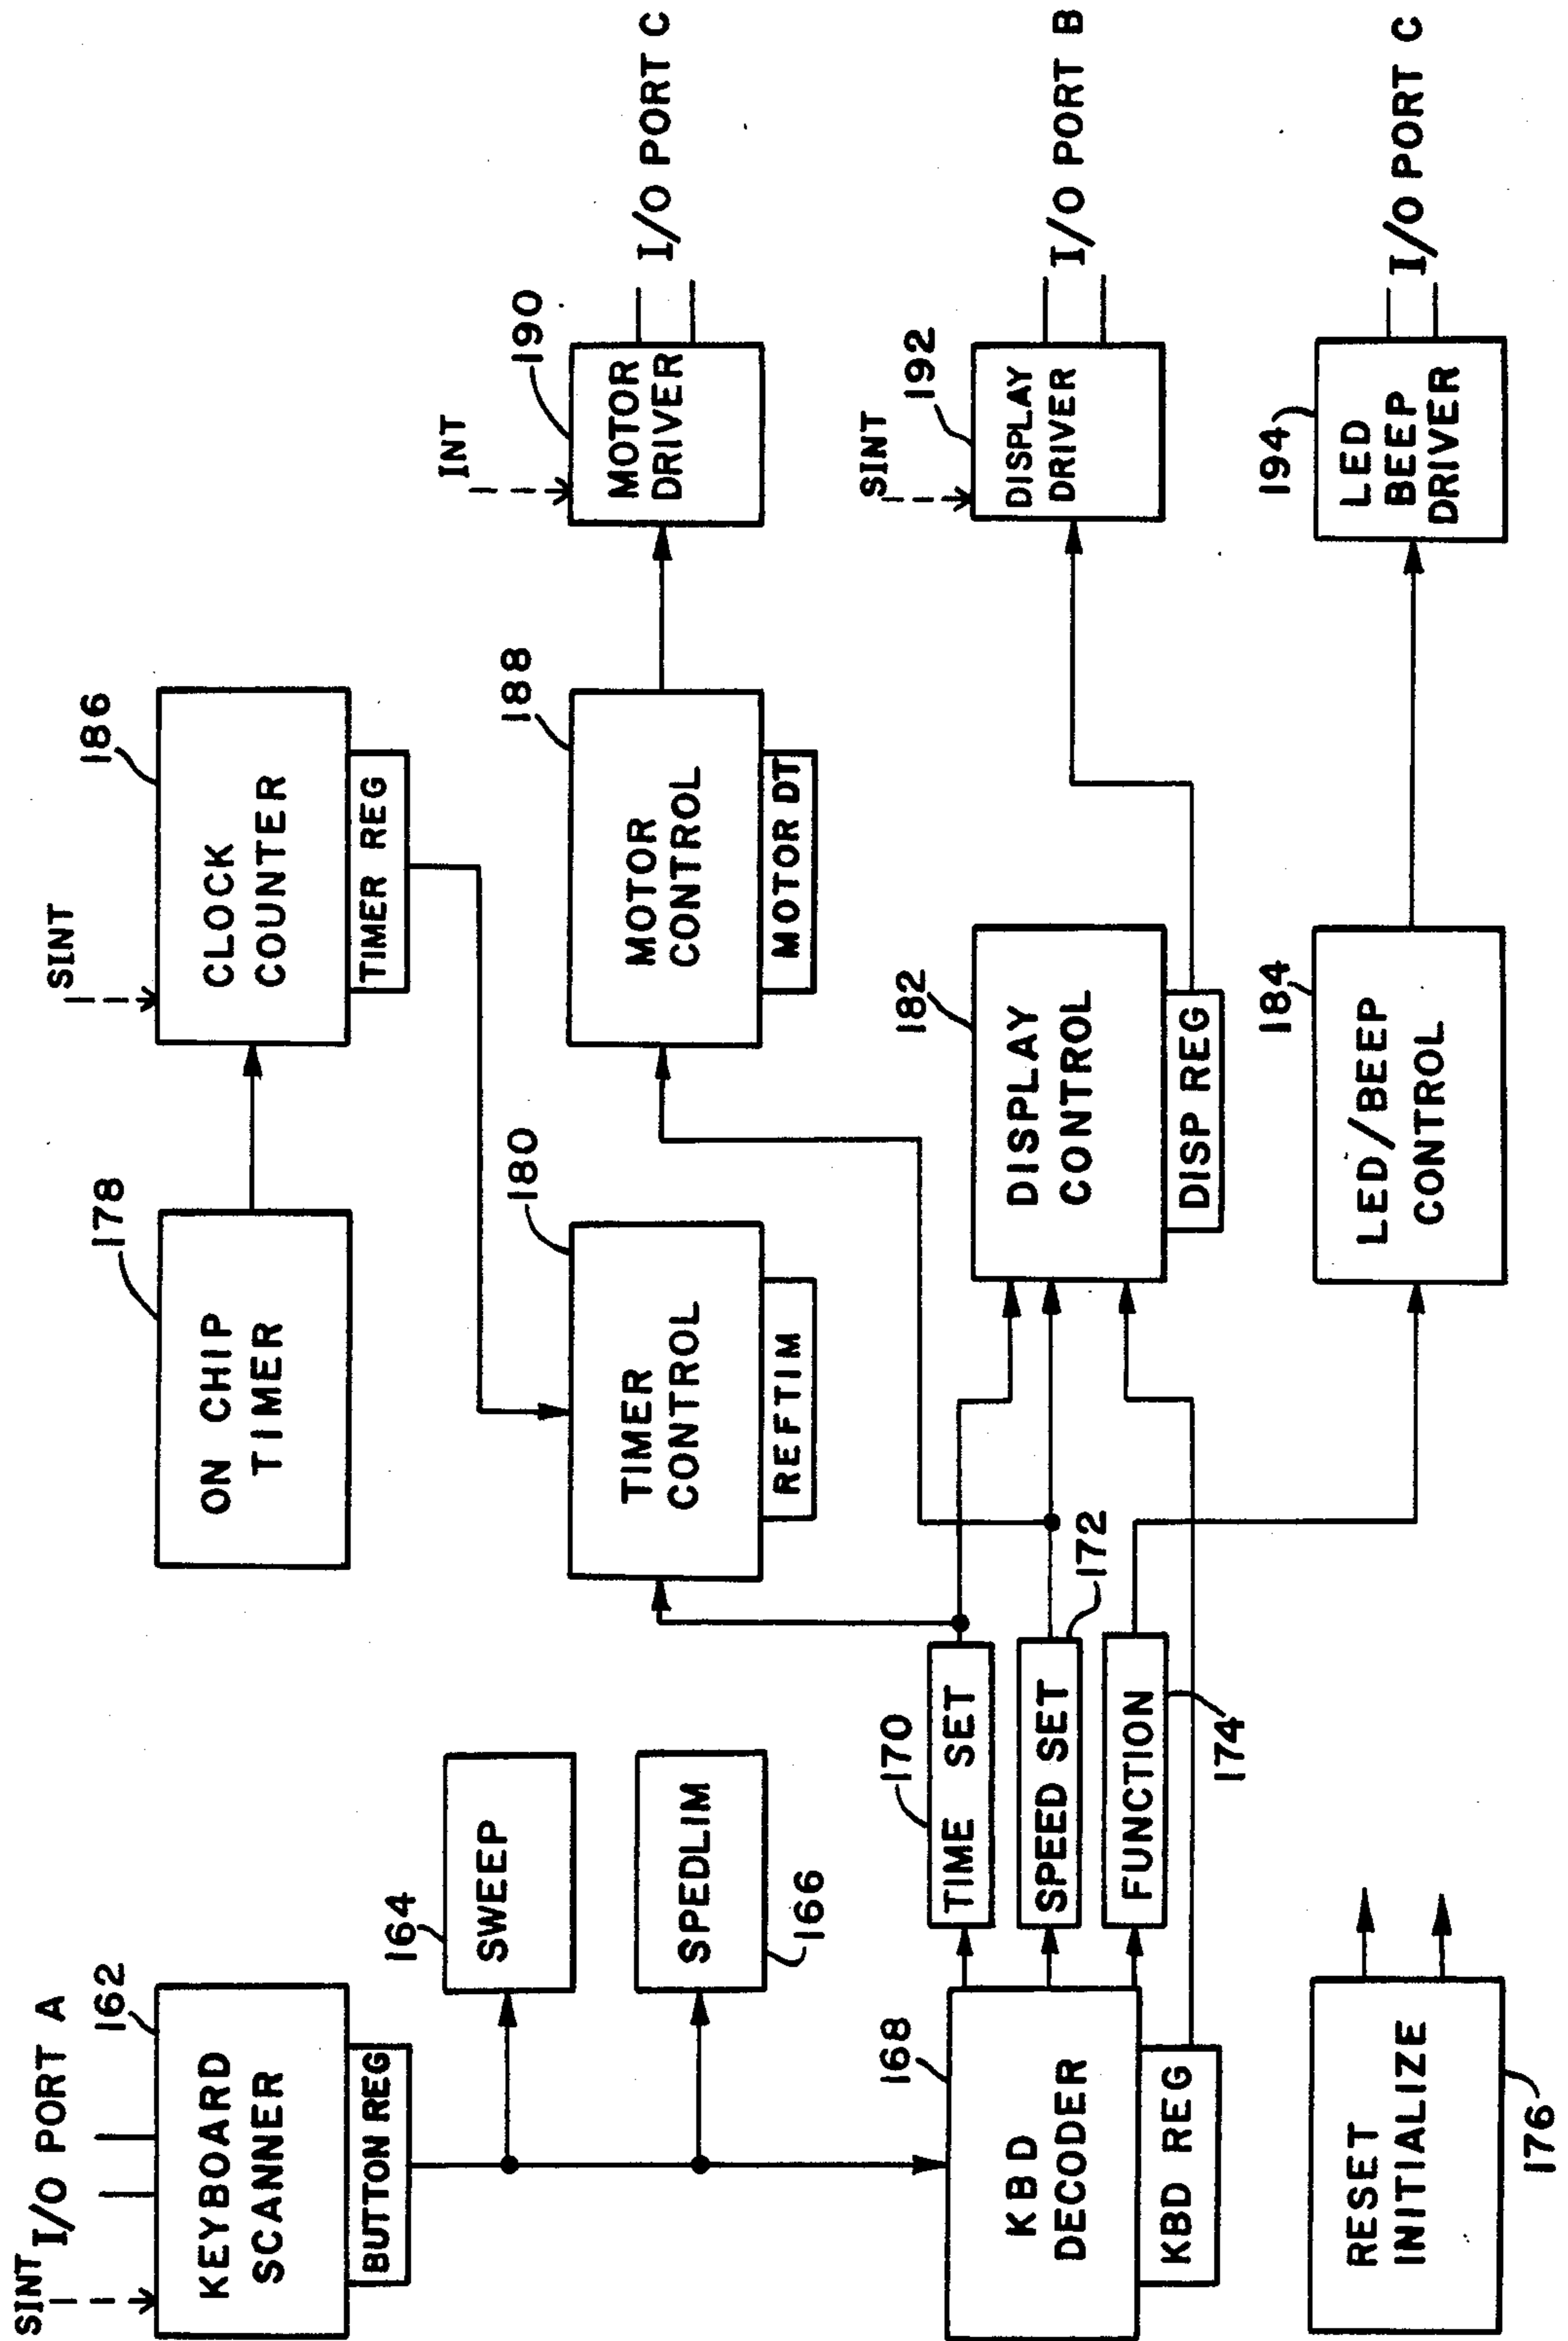 SINT
I/O PORT A
162
KEYBOARD
SCANNER
BUTTON REG
164
SWEEP
SPEDLIM
166
168
KBD
DECODER
KBD REG
RESET
INITIALIZE
176
170
TIME SET
SPEED SET
172
FUNCTION
174
178
ON CHIP
TIMER
180
TIMER
CONTROL
REFTIM
SINT
186
CLOCK
COUNTER
TIMER REG
188
MOTOR
CONTROL
MOTOR DT
182
DISPLAY
CONTROL
DISP REG
184
LED/BEEP
CONTROL
INT
190
MOTOR
DRIVER
I/O PORT C
SINT
192
DISPLAY
DRIVER
I/O PORT B
194
LED
BEEP
DRIVER
I/O PORT C